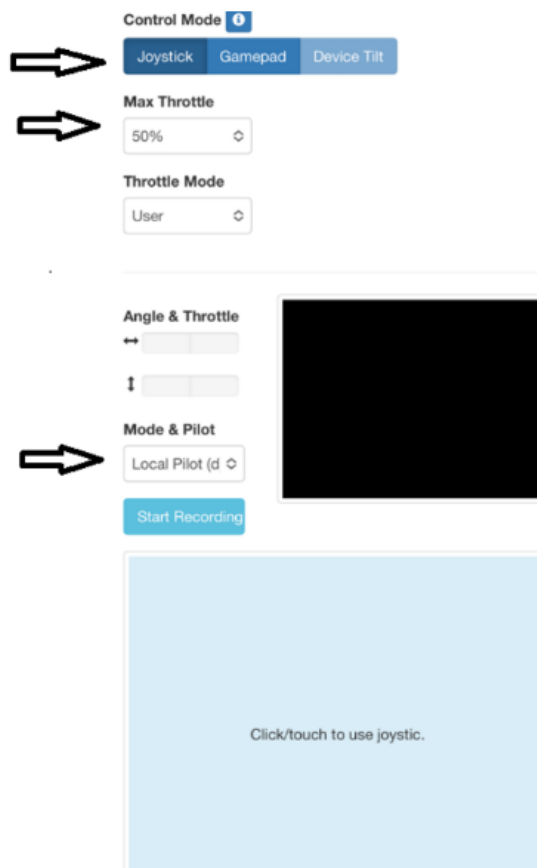 Control Mode
Joystick Gamepad Device Tilt
Max Throttle
50%
Throttle Mode
User
Angle & Throttle
Mode & Pilot
Local Pilot (d
Start Recording
Click/touch to use joystic.